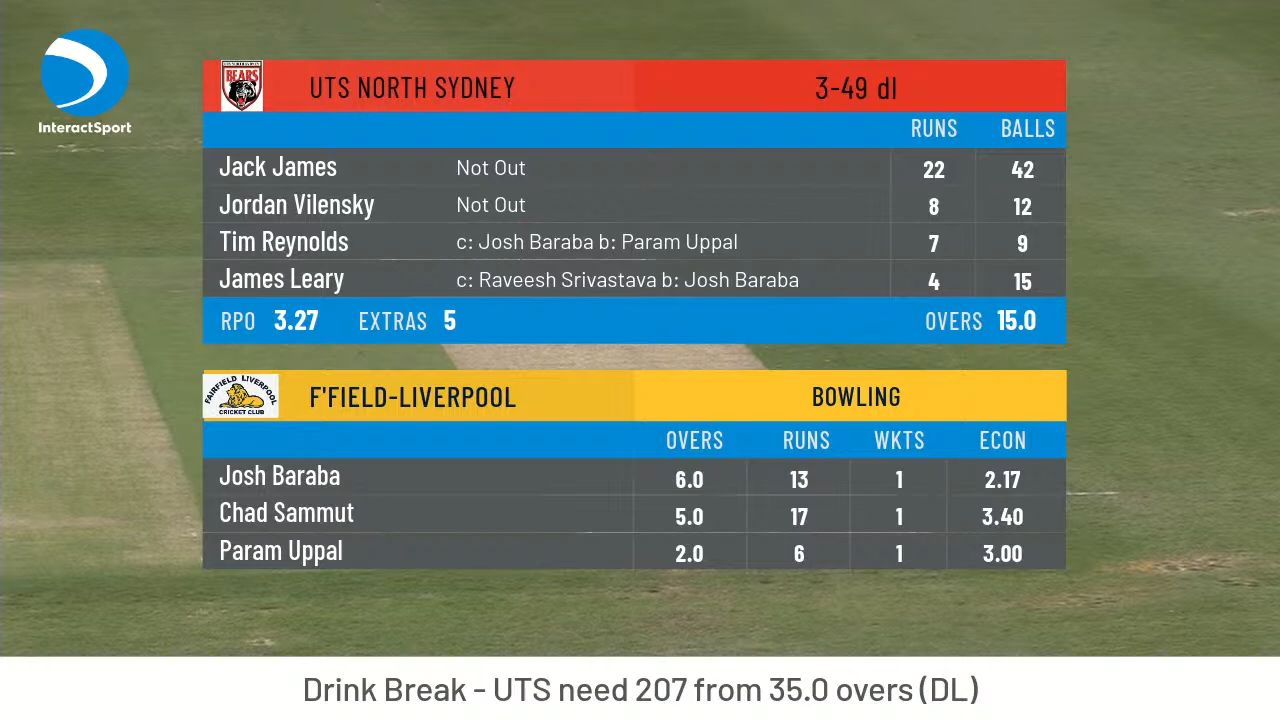 InteractSport
UTS NORTH SYDNEY
BEARS
UTS NORTH SYDNEY 3-49 dl
RUNS BALLS
Jack James Not Out 22 42
Jordan Vilensky Not Out 8 12
Tim Reynolds c: Josh Baraba b: Param Uppal 7 9
James Leary c: Raveesh Srivastava b: Josh Baraba 4 15
RPO 3.27 EXTRAS 5 OVERS 15.0
FAIRFIELD LIVERPOOL
CRICKET CLUB
F'FIELD-LIVERPOOL BOWLING
OVERS RUNS WKTS ECON
Josh Baraba 6.0 13 1 2.17
Chad Sammut 5.0 17 1 3.40
Param Uppal 2.0 6 1 3.00
Drink Break - UTS need 207 from 35.0 overs (DL)